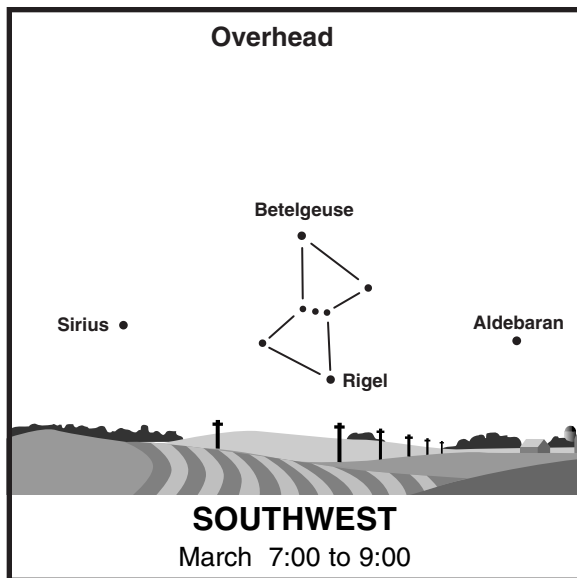 Overhead
Betelgeuse
Sirius
Aldebaran
Rigel
SOUTHWEST
March 7:00 to 9:00